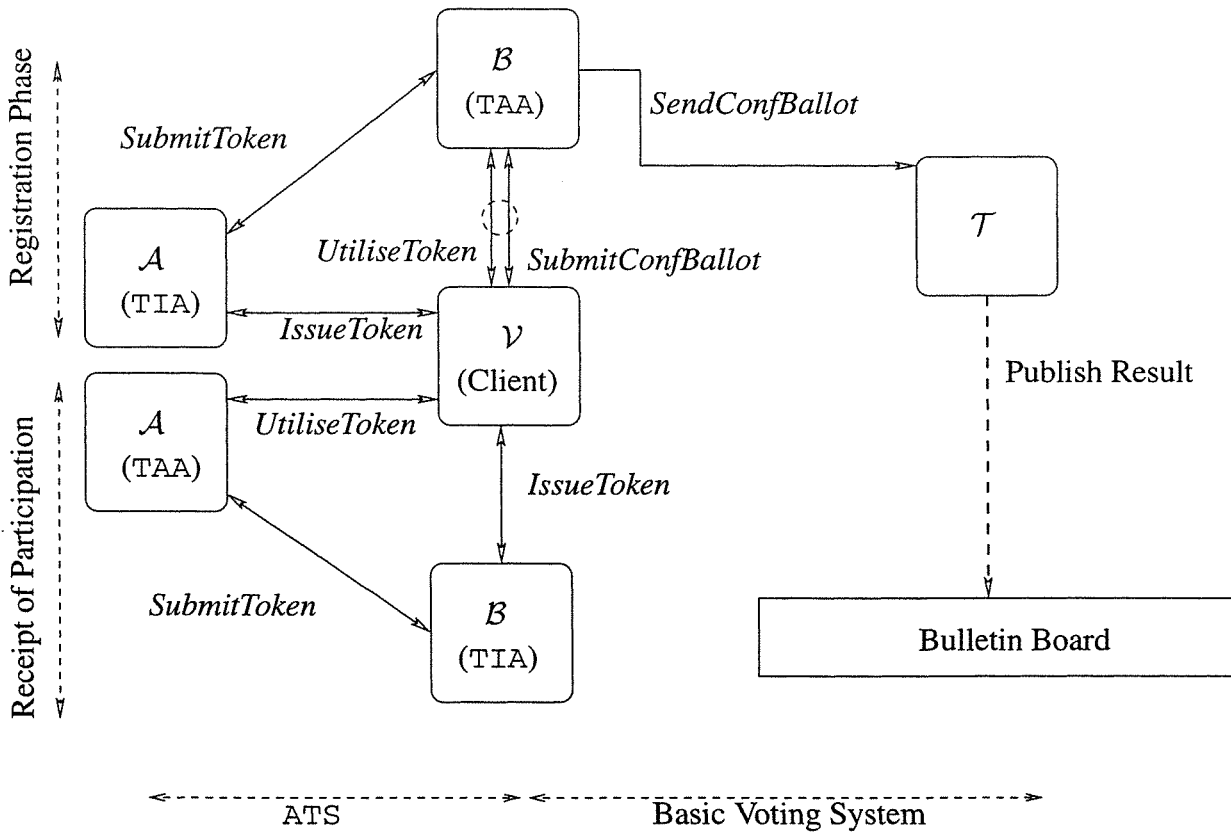 Registration Phase
Receipt of Participation
ℬ
(TAA)
SendConfBallot
SubmitToken
𝒯
𝒜
(TIA)
UtiliseToken
SubmitConfBallot
IssueToken
𝒱
(Client)
Publish Result
𝒜
(TAA)
UtiliseToken
IssueToken
SubmitToken
ℬ
(TIA)
Bulletin Board
ATS
Basic Voting System